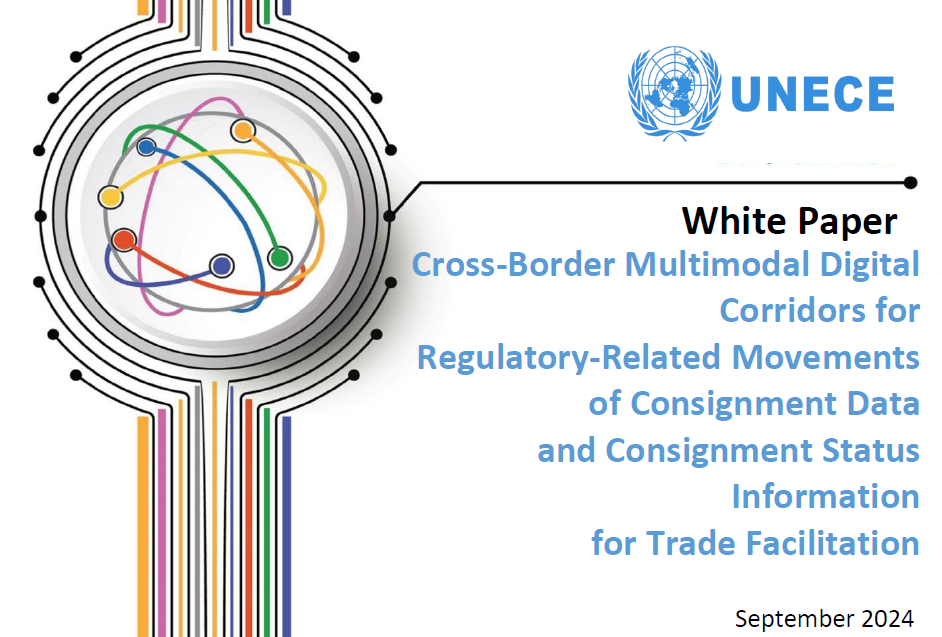 UNECE
White Paper
Cross-Border Multimodal Digital
Corridors for
Regulatory-Related Movements
of Consignment Data
and Consignment Status
Information
for Trade Facilitation
September 2024